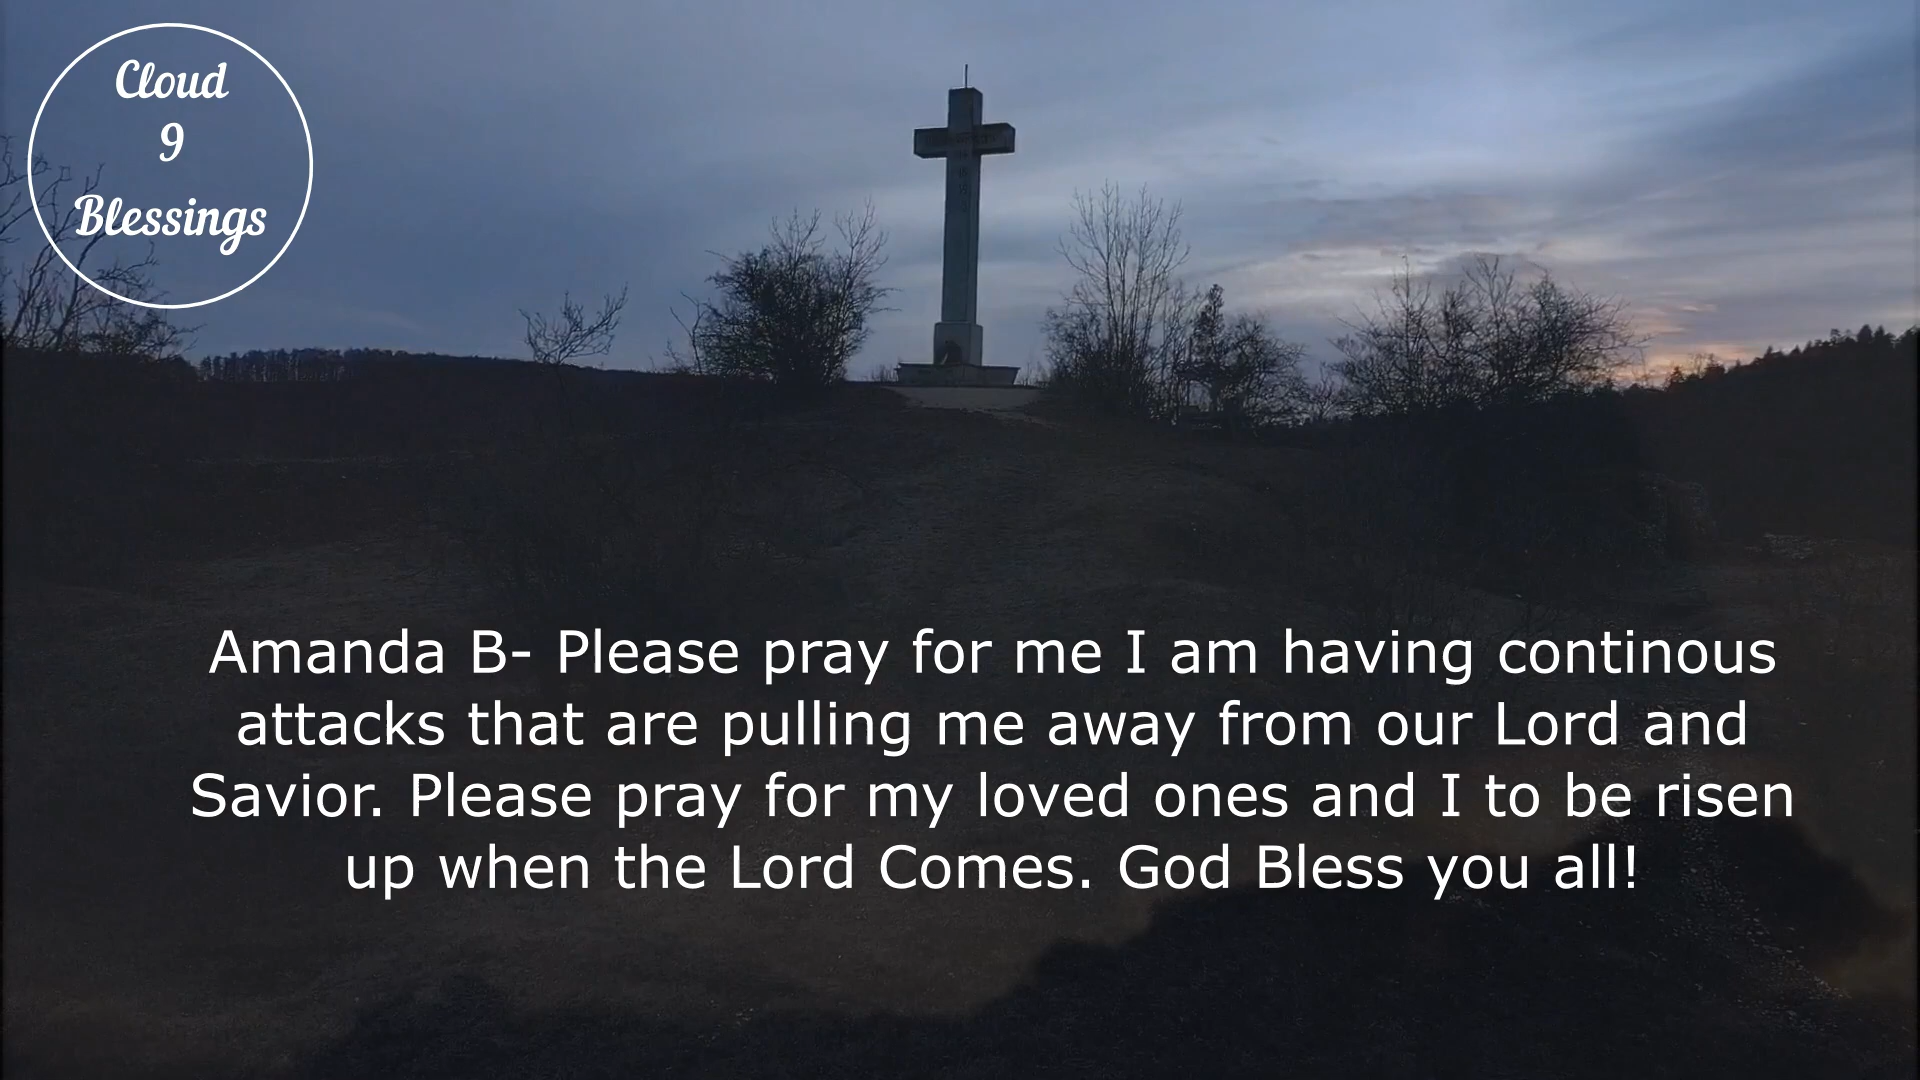 Cloud
9
Blessings
Amanda B- Please pray for me I am having continous
attacks that are pulling me away from our Lord and
Savior. Please pray for my loved ones and I to be risen
up when the Lord Comes. God Bless you all!